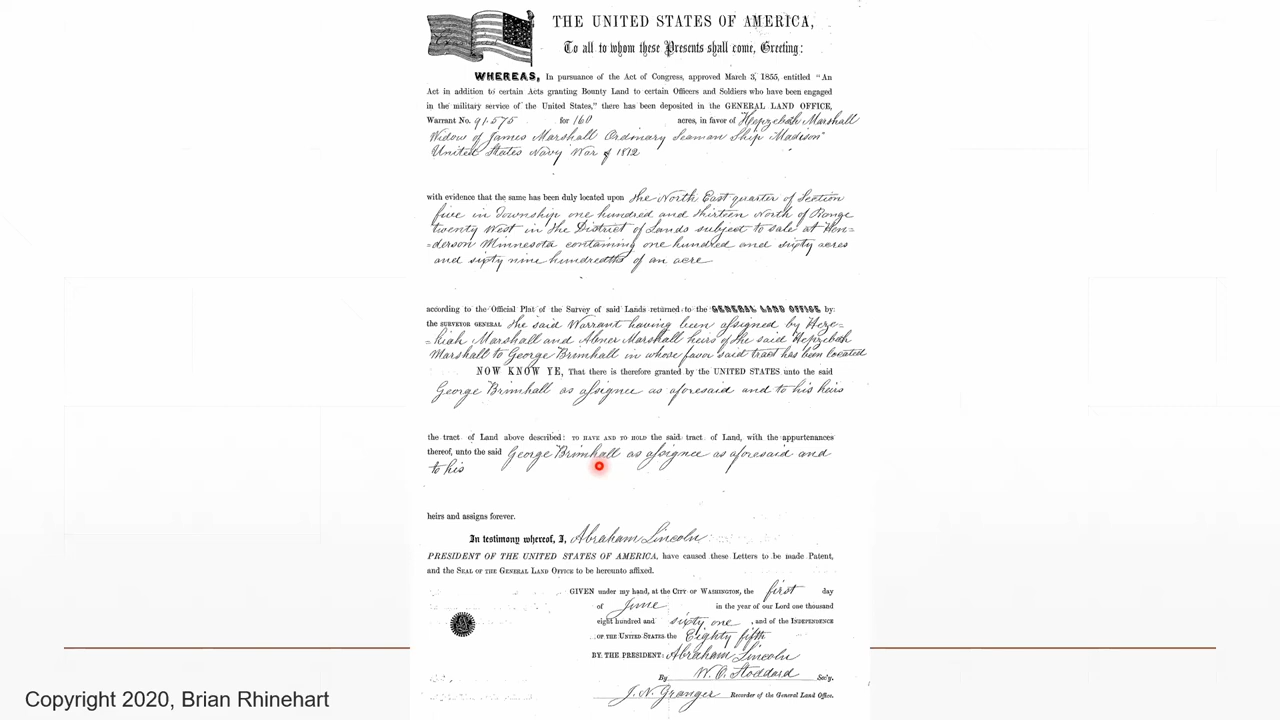 THE UNITED STATES OF AMERICA,
To all to whom these Presents shall come, Greeting:
WHEREAS, In pursuance of the Act of Congress, approved March 3, 1855, entitled "An
Act in addition to certain Acts granting Bounty Land to certain Officers and Soldiers who have been engaged
in the military service of the United States," there has been deposited in the GENERAL LAND OFFICE,
Warrant No. 91.575 for 160 acres, in favor of Hepzebah Marshall
Widow of James Marshall Ordinary Seaman Ship "Madison"
United States Navy War of 1812
with evidence that the same has been duly located upon the North East quarter of Section
five in Township one hundred and thirteen North of Range
twenty West in the District of Lands subject to sale at Hen=
=derson Minnesota containing one hundred and sixty acres
and sixty nine hundredths of an acre
according to the Official Plat of the Survey of said Lands returned to the GENERAL LAND OFFICE by
the SURVEYOR GENERAL the said Warrant having been assigned by Heze=
=kiah Marshall and Abner Marshall heirs of the said Hepzebah
Marshall to George Brimhall in whose favor said tract has been located
NOW KNOW YE, That there is therefore granted by the UNITED STATES unto the said
George Brimhall as assignee as aforesaid and to his heirs
the tract of Land above described: TO HAVE AND TO HOLD the said tract of Land, with the appurtenances
thereof, unto the said George Brimhall as assignee as aforesaid and
to his
heirs and assigns forever.
In testimony whereof, I, Abraham Lincoln
PRESIDENT OF THE UNITED STATES OF AMERICA, have caused these Letters to be made Patent,
and the SEAL OF THE GENERAL LAND OFFICE to be hereunto affixed.
GIVEN under my hand, at the CITY OF WASHINGTON, the first day
of June in the year of our Lord one thousand
eight hundred and sixty one, and of the INDEPENDENCE
OF THE UNITED STATES the Eighty fifth
BY THE PRESIDENT: Abraham Lincoln
By W. O. Stoddard Sec'y.
J. N. Granger Recorder of the General Land Office.
Copyright 2020, Brian Rhinehart